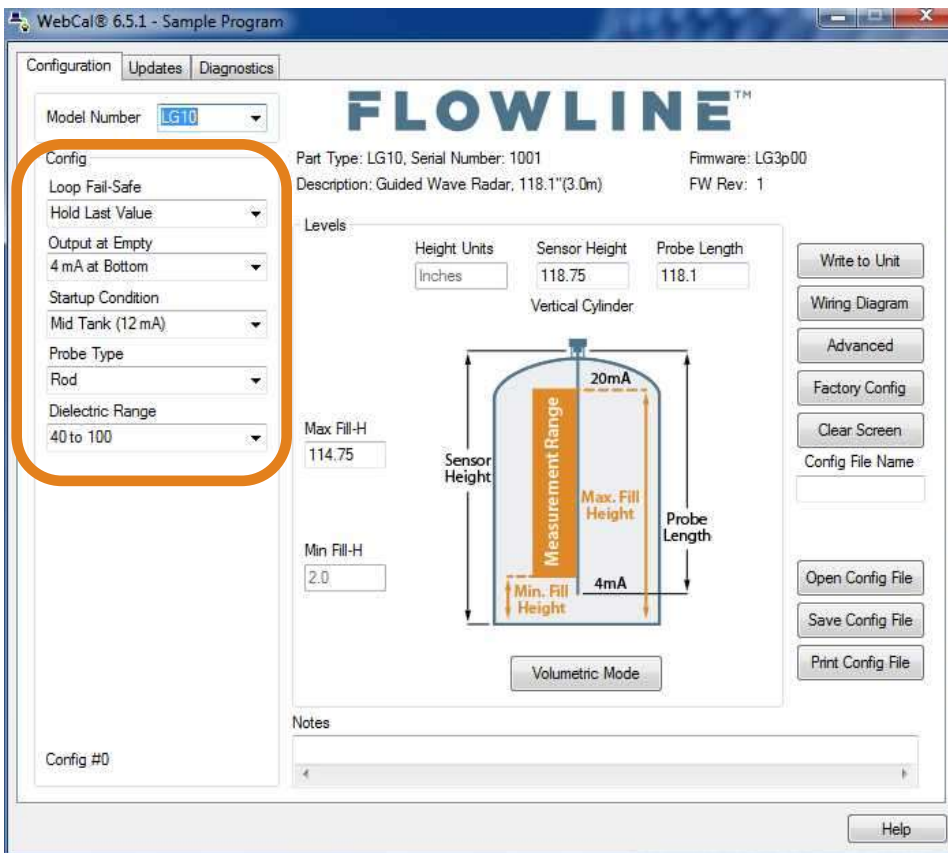 WebCal® 6.5.1 - Sample Program
Configuration Updates Diagnostics
Model Number LG10
FLOWLINE™
Config
Part Type: LG10, Serial Number: 1001 Firmware: LG3p00
Description: Guided Wave Radar, 118.1"(3.0m) FW Rev: 1
Loop Fail-Safe
Hold Last Value
Output at Empty
4 mA at Bottom
Startup Condition
Mid Tank (12 mA)
Probe Type
Rod
Dielectric Range
40 to 100
Config #0
Levels
Height Units Sensor Height Probe Length
Inches 118.75 118.1
Vertical Cylinder
20mA
Max Fill-H
114.75
Sensor
Height
Measurement Range
Max. Fill
Height
Probe
Length
Min Fill-H
2.0
Min. Fill
Height
4mA
Volumetric Mode
Write to Unit
Wiring Diagram
Advanced
Factory Config
Clear Screen
Config File Name
Open Config File
Save Config File
Print Config File
Notes
Help